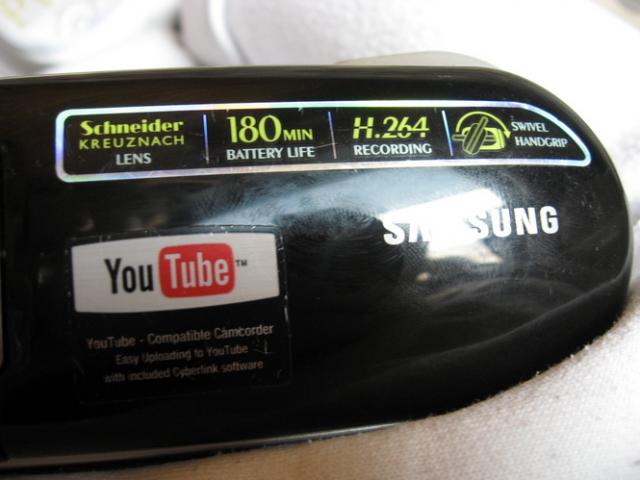 Schneider
KREUZNACH
LENS
180MIN
BATTERY LIFE
H.264
RECORDING
SWIVEL
HANDGRIP
SAMSUNG
YouTube™
YouTube - Compatible Camcorder
Easy Uploading to YouTube
with included Cyberlink software